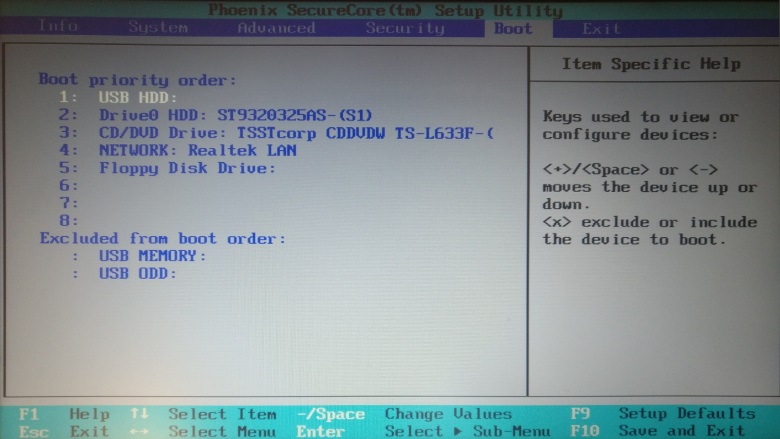 Phoenix SecureCore(tm) Setup Utility
Info System Advanced Security Boot Exit
Item Specific Help
Boot priority order:
1: USB HDD:
2: Drive0 HDD: ST9320325AS-(S1)
3: CD/DVD Drive: TSSTcorp CDDVDW TS-L633F-(
4: NETWORK: Realtek LAN
5: Floppy Disk Drive:
6:
7:
8:
Excluded from boot order:
: USB MEMORY:
: USB ODD:
Keys used to view or
configure devices:
<+>/<Space> or <->
moves the device up or
down.
<x> exclude or include
the device to boot.
F1 Help ↑↓ Select Item -/Space Change Values F9 Setup Defaults
Esc Exit ↔ Select Menu Enter Select ▶ Sub-Menu F10 Save and Exit